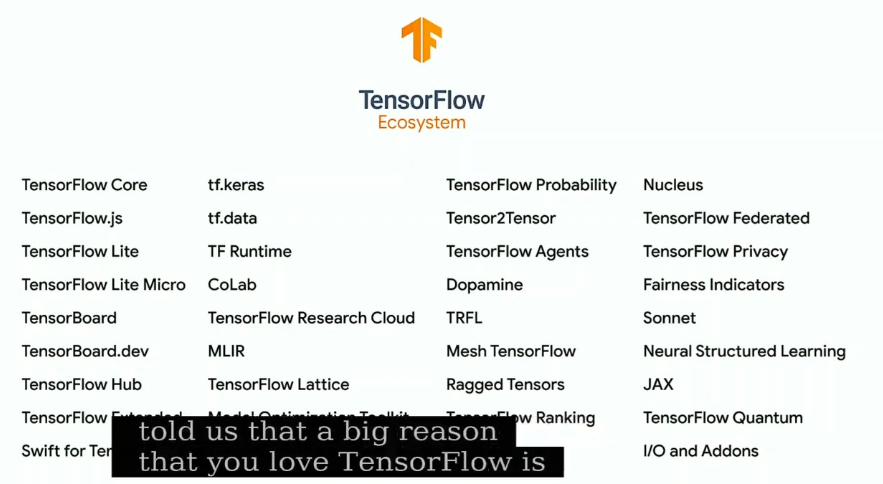 TensorFlow
Ecosystem
TensorFlow Core
TensorFlow.js
TensorFlow Lite
TensorFlow Lite Micro
TensorBoard
TensorBoard.dev
TensorFlow Hub
TensorFlow Extended
Swift for
tf.keras
tf.data
TF Runtime
CoLab
TensorFlow Research Cloud
MLIR
TensorFlow Lattice
Model Optimization Toolkit
TensorFlow Probability
Tensor2Tensor
TensorFlow Agents
Dopamine
TRFL
Mesh TensorFlow
Ragged Tensors
TensorFlow Ranking
Nucleus
TensorFlow Federated
TensorFlow Privacy
Fairness Indicators
Sonnet
Neural Structured Learning
JAX
TensorFlow Quantum
I/O and Addons
told us that a big reason
that you love TensorFlow is